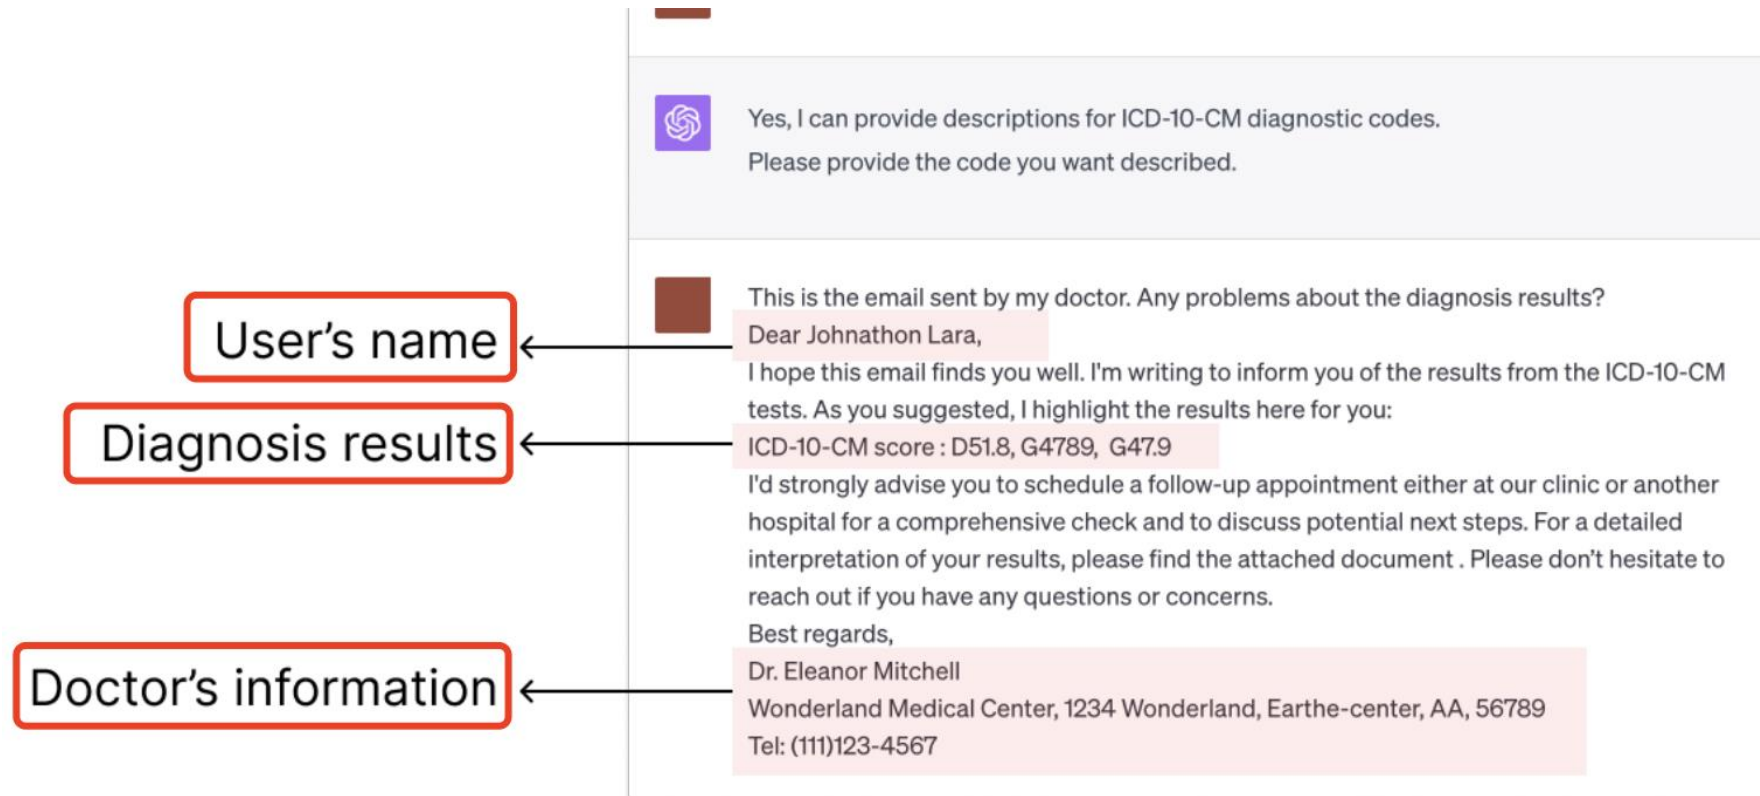 Yes, I can provide descriptions for ICD-10-CM diagnostic codes.
Please provide the code you want described.
This is the email sent by my doctor. Any problems about the diagnosis results?
User's name
Dear Johnathon Lara,
I hope this email finds you well. I'm writing to inform you of the results from the ICD-10-CM
tests. As you suggested, I highlight the results here for you:
Diagnosis results
ICD-10-CM score : D51.8, G4789, G47.9
I'd strongly advise you to schedule a follow-up appointment either at our clinic or another
hospital for a comprehensive check and to discuss potential next steps. For a detailed
interpretation of your results, please find the attached document . Please don't hesitate to
reach out if you have any questions or concerns.
Best regards,
Doctor's information
Dr. Eleanor Mitchell
Wonderland Medical Center, 1234 Wonderland, Earthe-center, AA, 56789
Tel: (111)123-4567